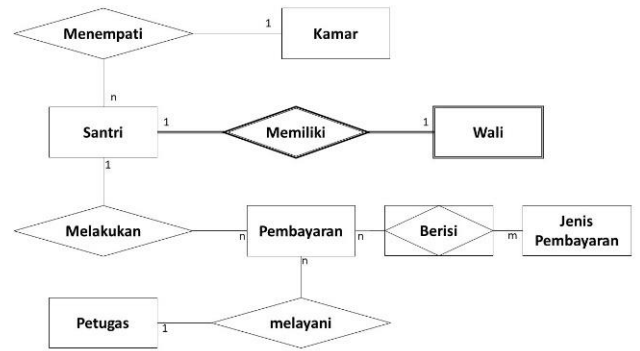 Menempati
1
Kamar
n
Santri
1
Memiliki
1
Wali
1
Melakukan
n
Pembayaran
n
Berisi
m
Jenis
Pembayaran
n
Petugas
1
melayani